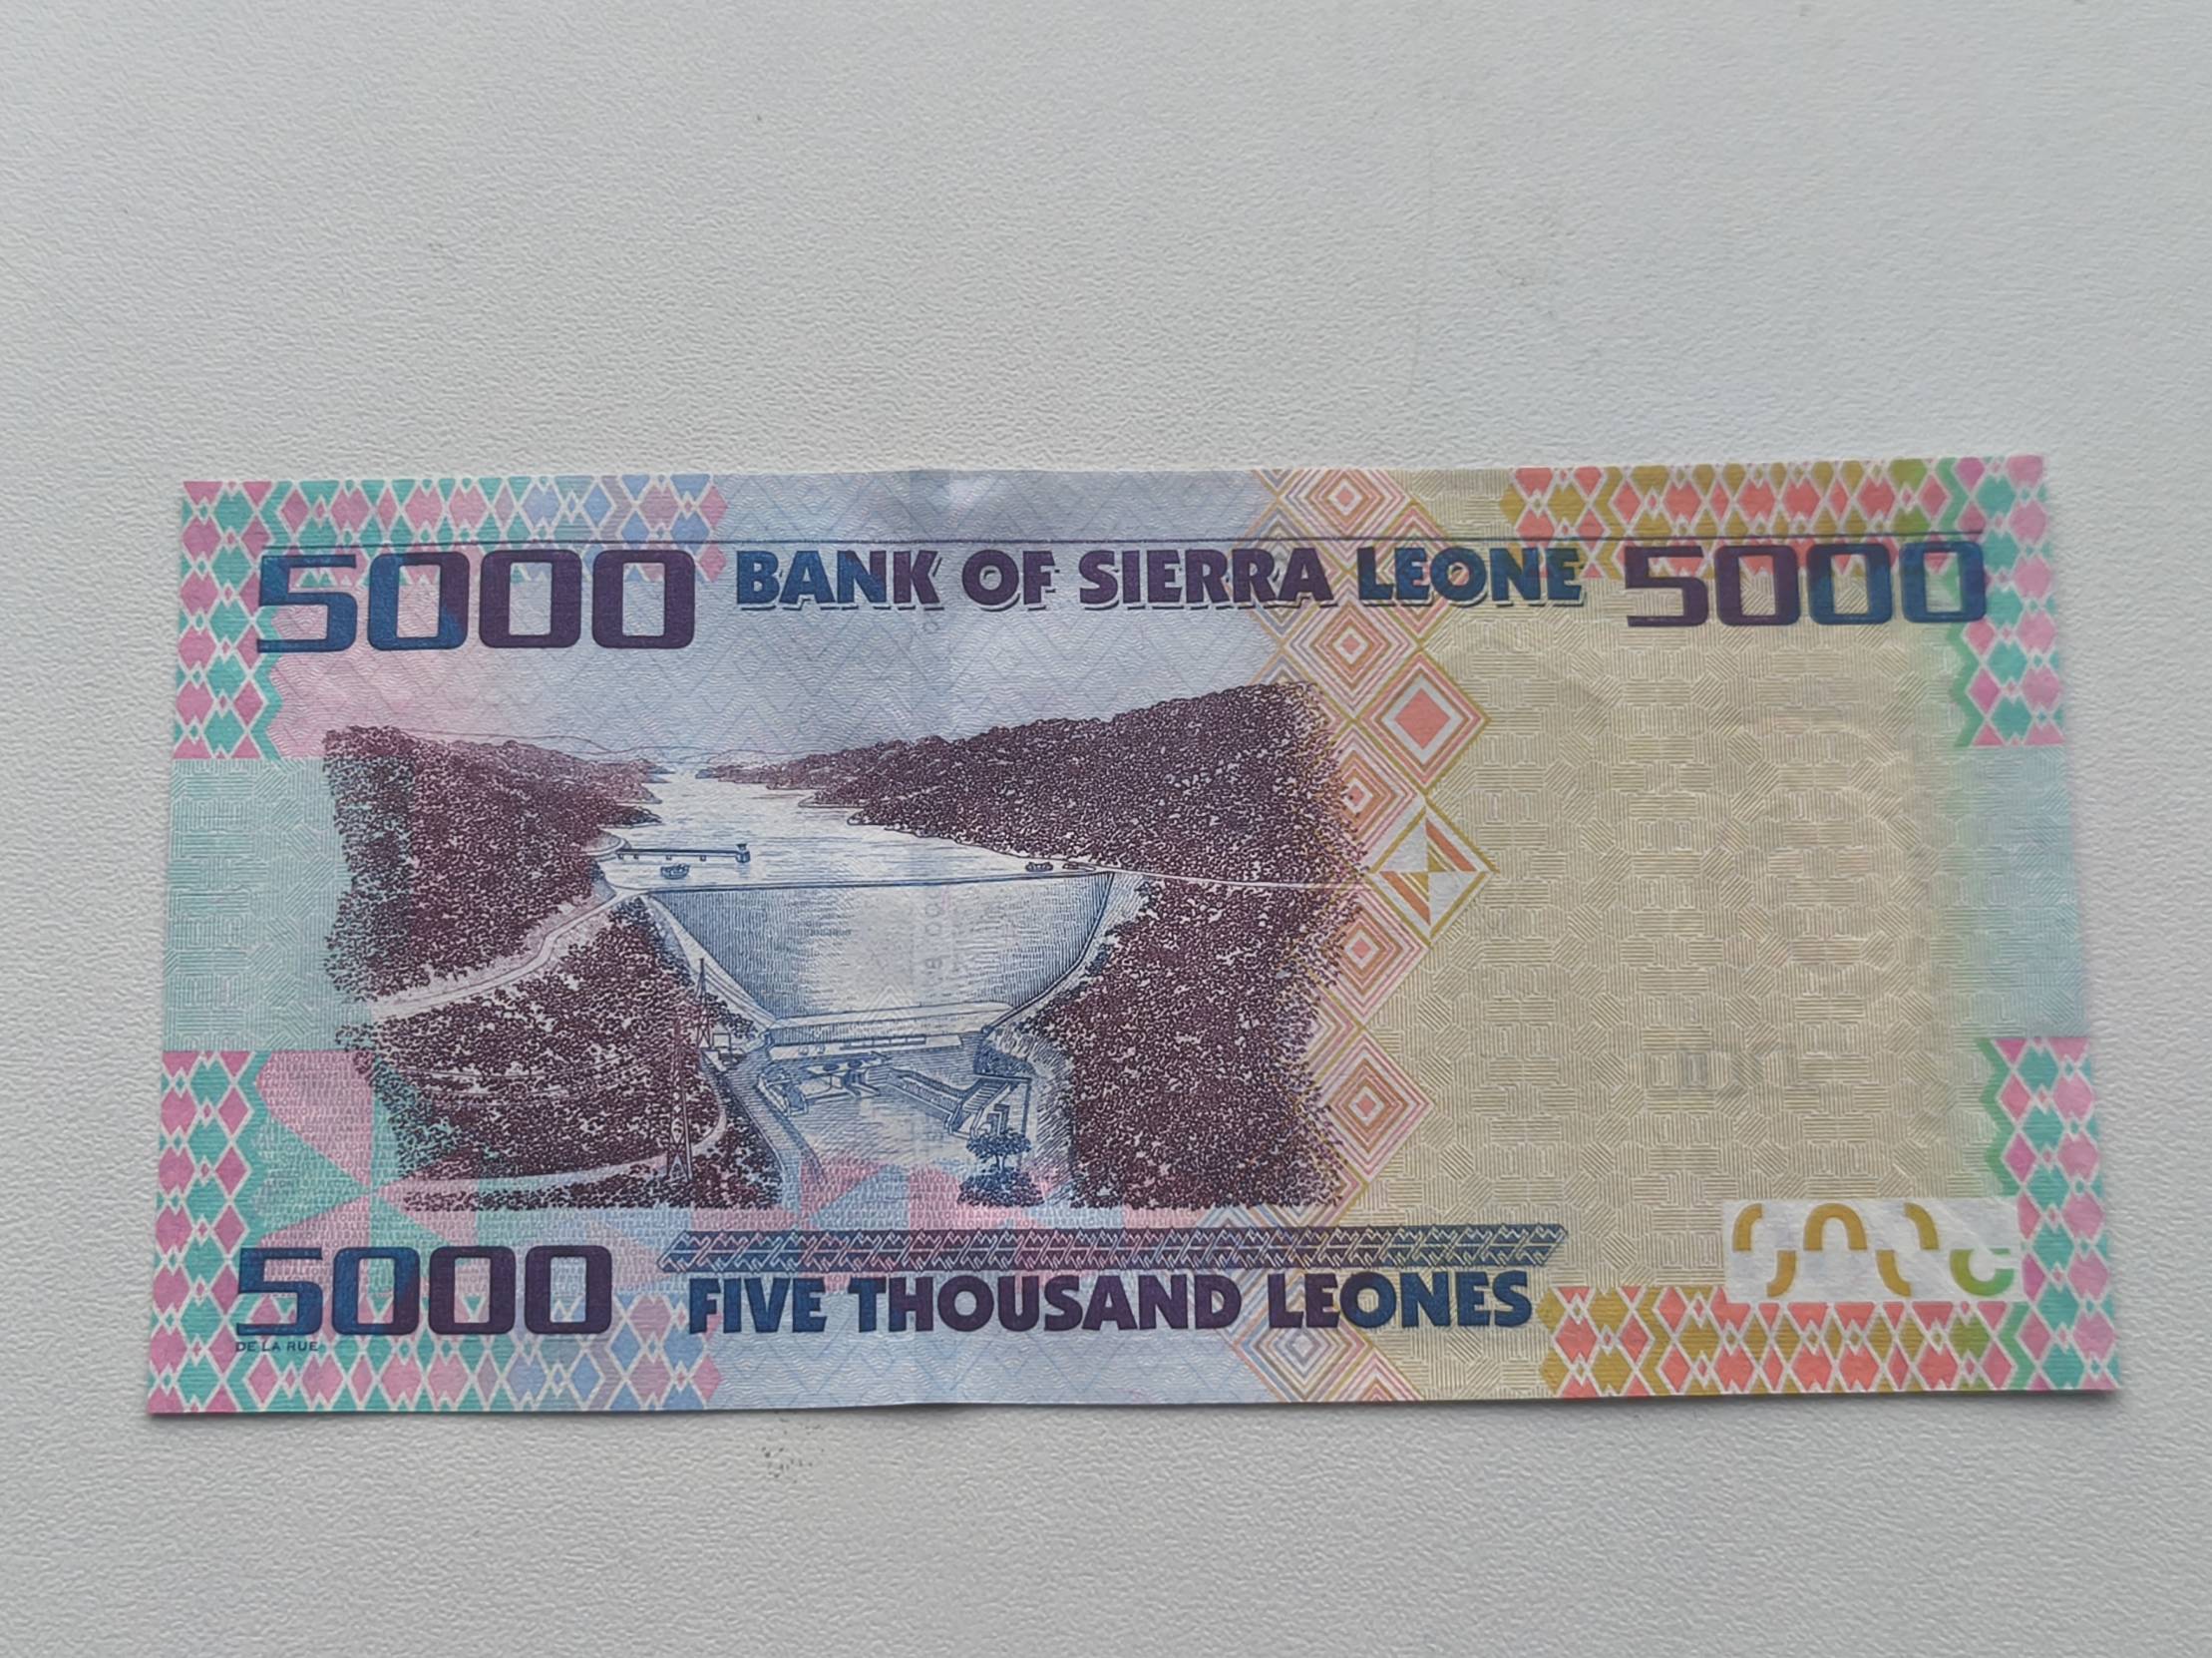 5000 BANK OF SIERRA LEONE 5000
5000 FIVE THOUSAND LEONES
DE LA RUE